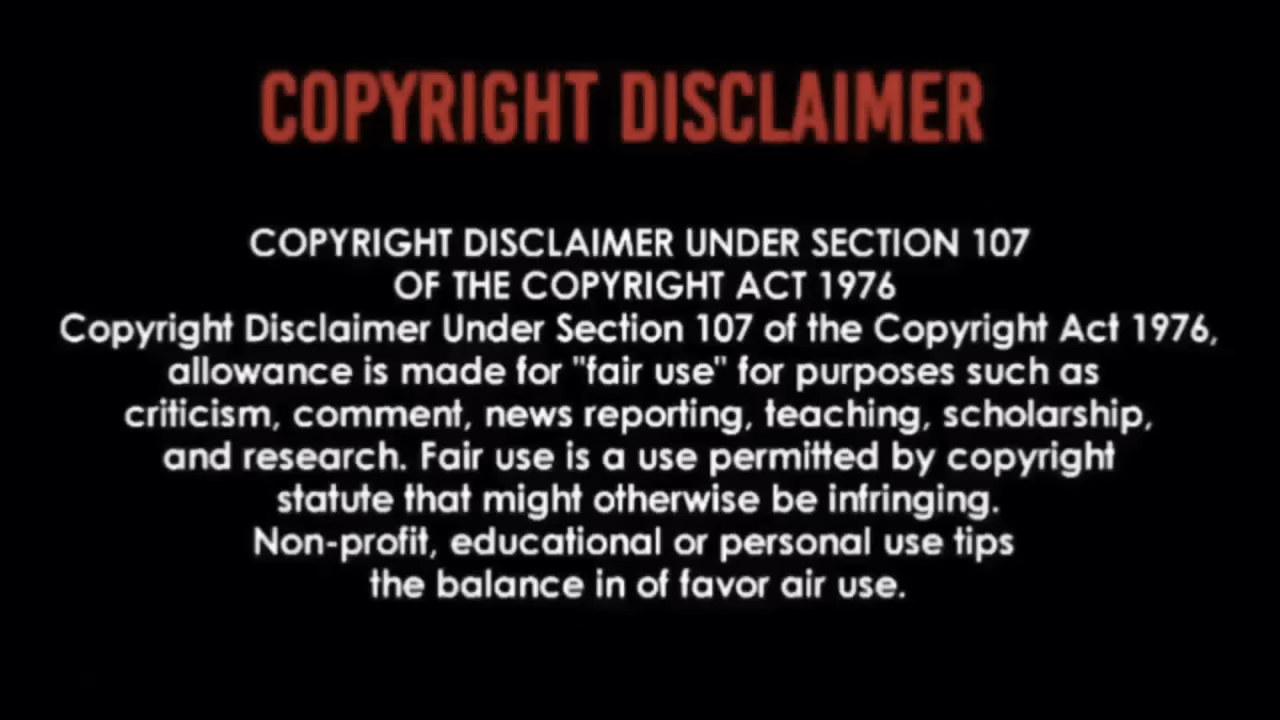 COPYRIGHT DISCLAIMER
COPYRIGHT DISCLAIMER UNDER SECTION 107
OF THE COPYRIGHT ACT 1976
Copyright Disclaimer Under Section 107 of the Copyright Act 1976,
allowance is made for "fair use" for purposes such as
criticism, comment, news reporting, teaching, scholarship,
and research. Fair use is a use permitted by copyright
statute that might otherwise be infringing.
Non-profit, educational or personal use tips
the balance in of favor air use.